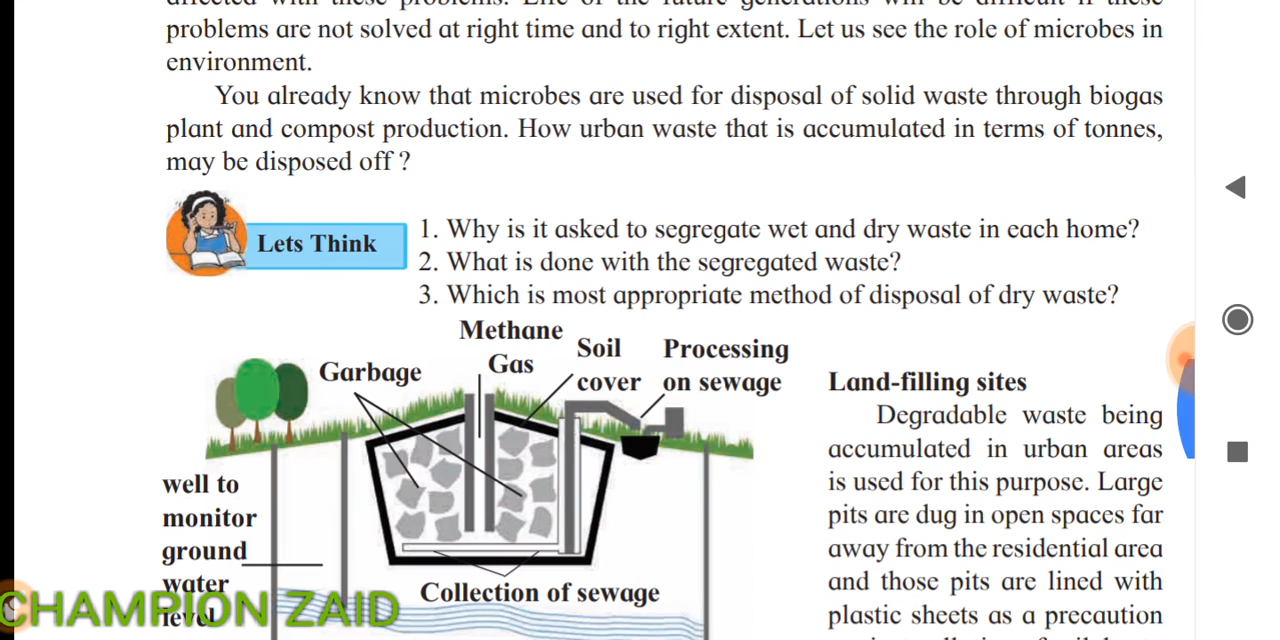 problems are not solved at right time and to right extent. Let us see the role of microbes in
environment.
You already know that microbes are used for disposal of solid waste through biogas
plant and compost production. How urban waste that is accumulated in terms of tonnes,
may be disposed off ?
Lets Think
1. Why is it asked to segregate wet and dry waste in each home?
2. What is done with the segregated waste?
3. Which is most appropriate method of disposal of dry waste?
Methane
Gas
Soil
cover
Processing
on sewage
Garbage
well to
monitor
ground
water
level
Collection of sewage
Land-filling sites
Degradable waste being
accumulated in urban areas
is used for this purpose. Large
pits are dug in open spaces far
away from the residential area
and those pits are lined with
plastic sheets as a precaution
CHAMPION ZAID